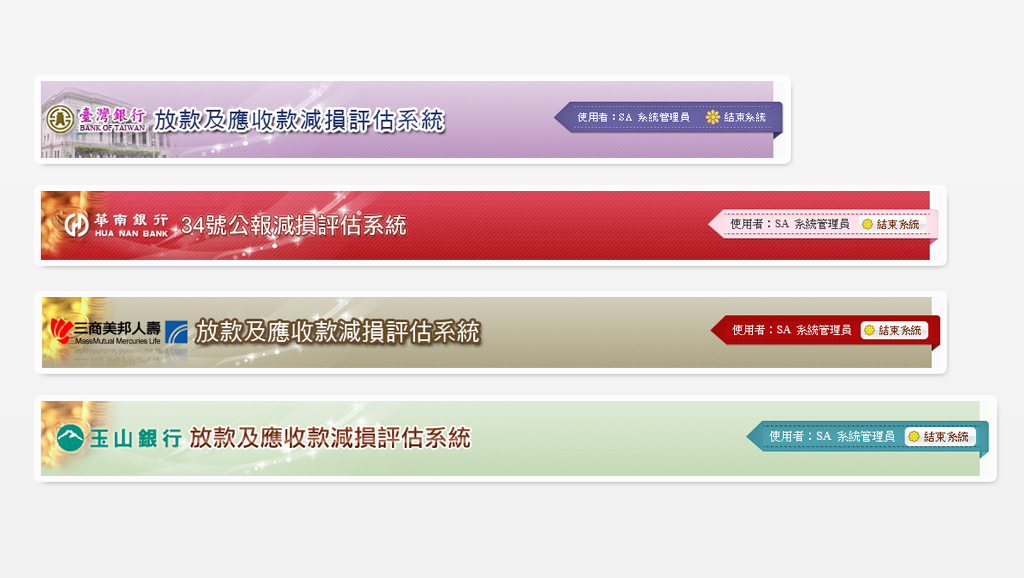 臺灣銀行 放款及應收款減損評估系統 使用者：SA 系統管理員 結束系統
BANK OF TAIWAN
華南銀行 34號公報減損評估系統 使用者：SA 系統管理員 結束系統
HUA NAN BANK
三商美邦人壽 放款及應收款減損評估系統 使用者：SA 系統管理員 結束系統
MassMutual Mercuries Life
玉山銀行 放款及應收款減損評估系統 使用者：SA 系統管理員 結束系統